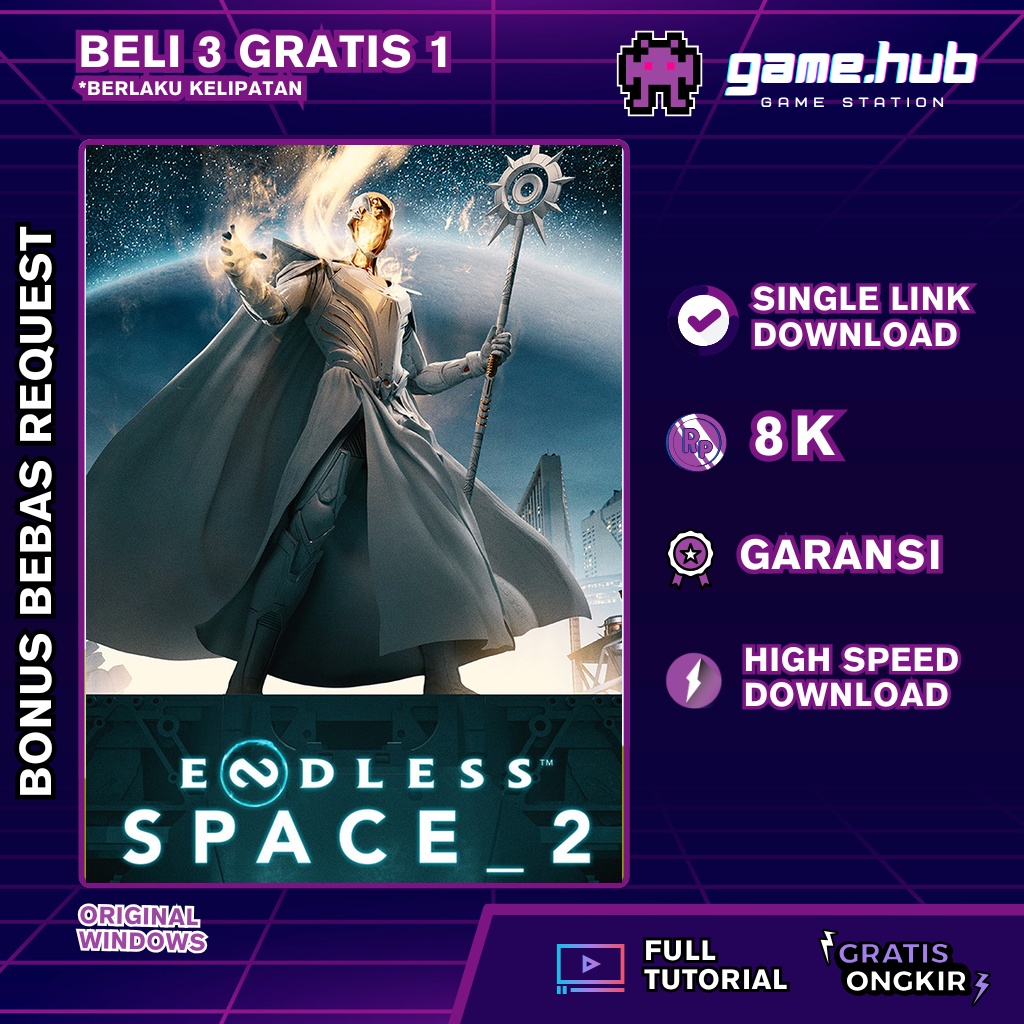 BELI 3 GRATIS 1
*BERLAKU KELIPATAN
game.hub
GAME STATION
BONUS BEBAS REQUEST
SINGLE LINK
DOWNLOAD
Rp
8K
GARANSI
HIGH SPEED
DOWNLOAD
ENDLESS™
SPACE_2
ORIGINAL
WINDOWS
FULL
TUTORIAL
GRATIS
ONGKIR